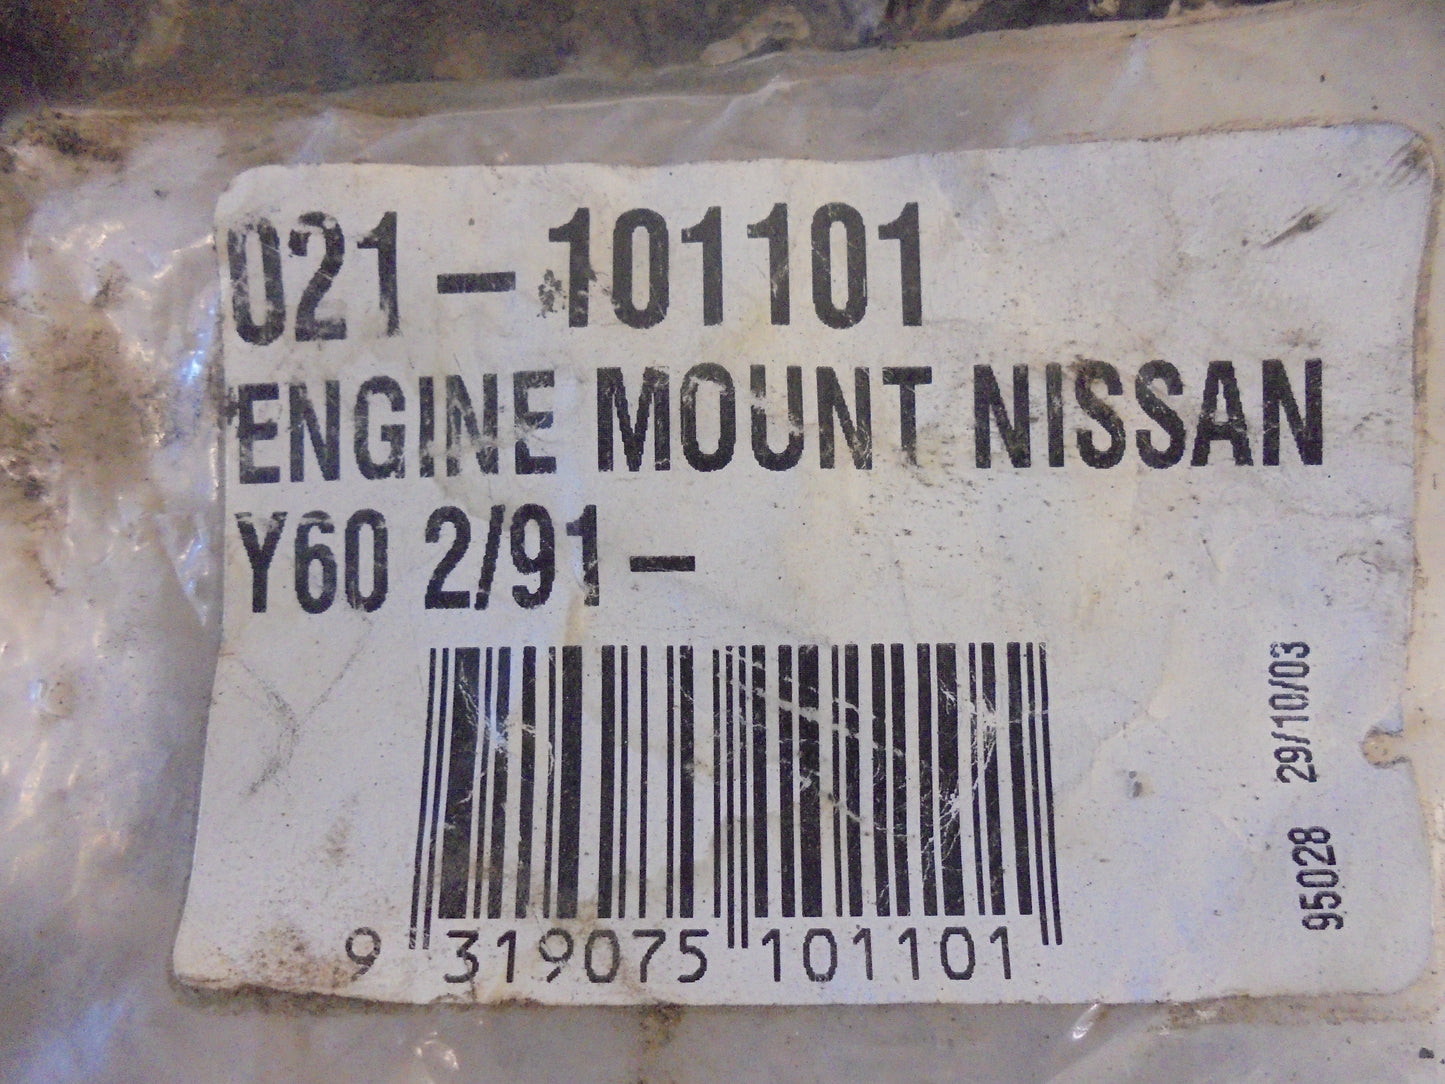 021-101101
ENGINE MOUNT NISSAN
Y60 2/91-
9 319075 101101
95028 29/10/03